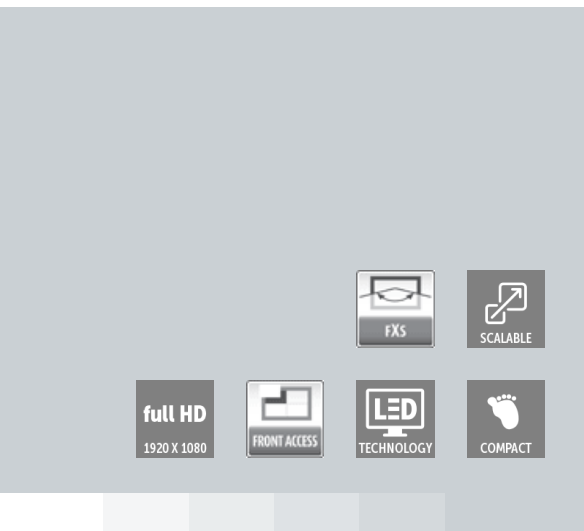 FXS
SCALABLE
full HD
1920 X 1080
FRONT ACCESS
LED
TECHNOLOGY
COMPACT